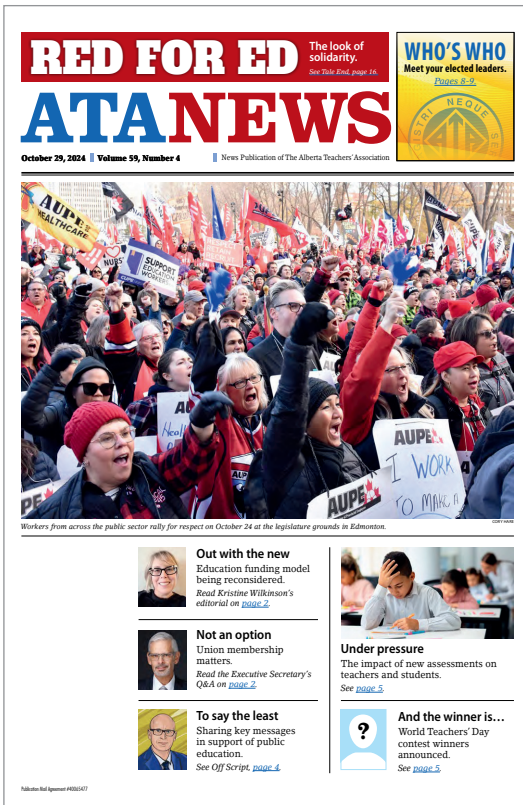 RED FOR ED
The look of
solidarity.
See Tale End, page 16.
WHO'S WHO
Meet your elected leaders.
Pages 8–9.
ISTRI NEQUE SE
ATA
ATANEWS
October 29, 2024
Volume 59, Number 4
News Publication of The Alberta Teachers' Association
AUPE
HEALTHCARE
NURS
SUPPORT
EDUCATION
WORKERS
AUPE
AUPE
I WORK
TO MAKE A
AUPE
AUPE
CORY HARE
Workers from across the public sector rally for respect on October 24 at the legislature grounds in Edmonton.
Out with the new
Education funding model
being reconsidered.
Read Kristine Wilkinson's
editorial on page 2.
Not an option
Union membership
matters.
Read the Executive Secretary's
Q&A on page 2.
To say the least
Sharing key messages
in support of public
education.
See Off Script, page 4.
Under pressure
The impact of new assessments on
teachers and students.
See page 5.
?
And the winner is…
World Teachers' Day
contest winners
announced.
See page 5.
Publication Mail Agreement #40065477